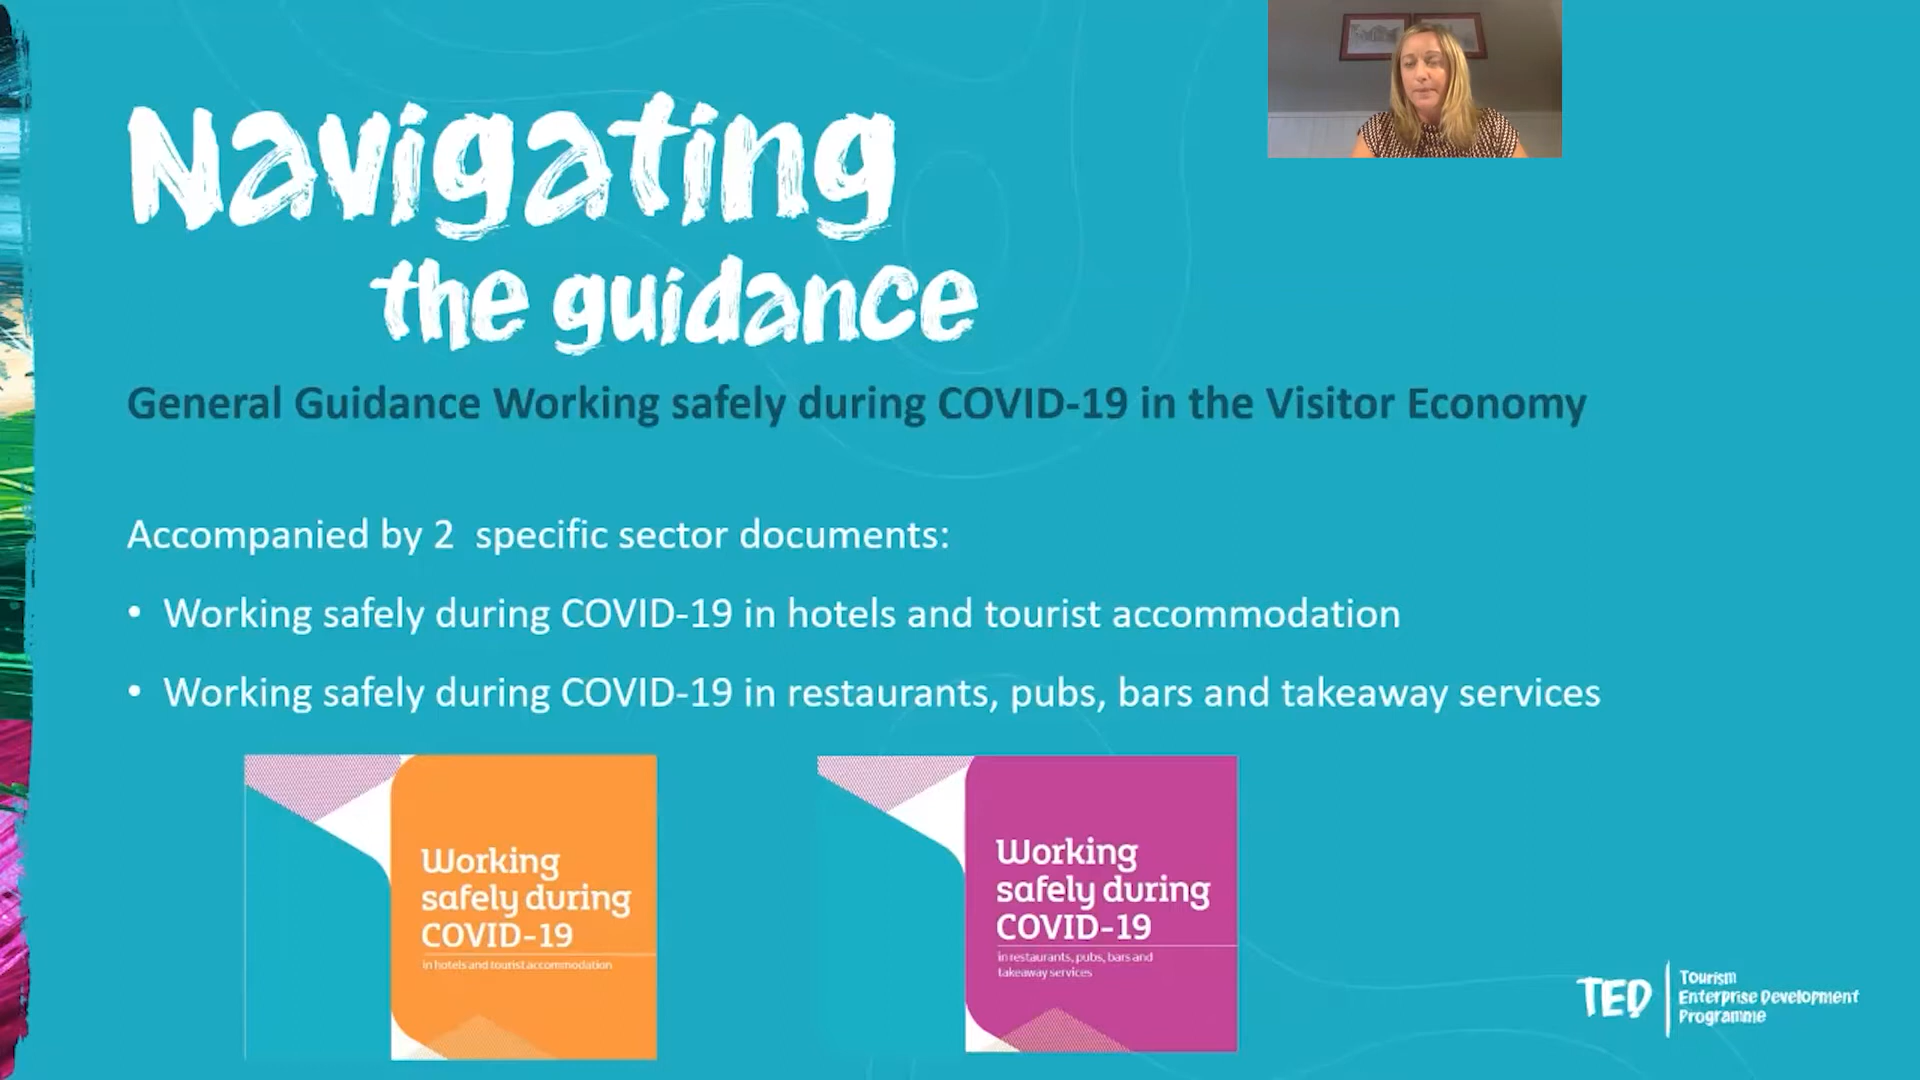 Navigating
the guidance
General Guidance Working safely during COVID-19 in the Visitor Economy
Accompanied by 2  specific sector documents:
• Working safely during COVID-19 in hotels and tourist accommodation
• Working safely during COVID-19 in restaurants, pubs, bars and takeaway services
Working
safely during
COVID-19
in hotels and tourist accommodation
Working
safely during
COVID-19
in restaurants, pubs, bars and
takeaway services
TED
Tourism
Enterprise Development
Programme